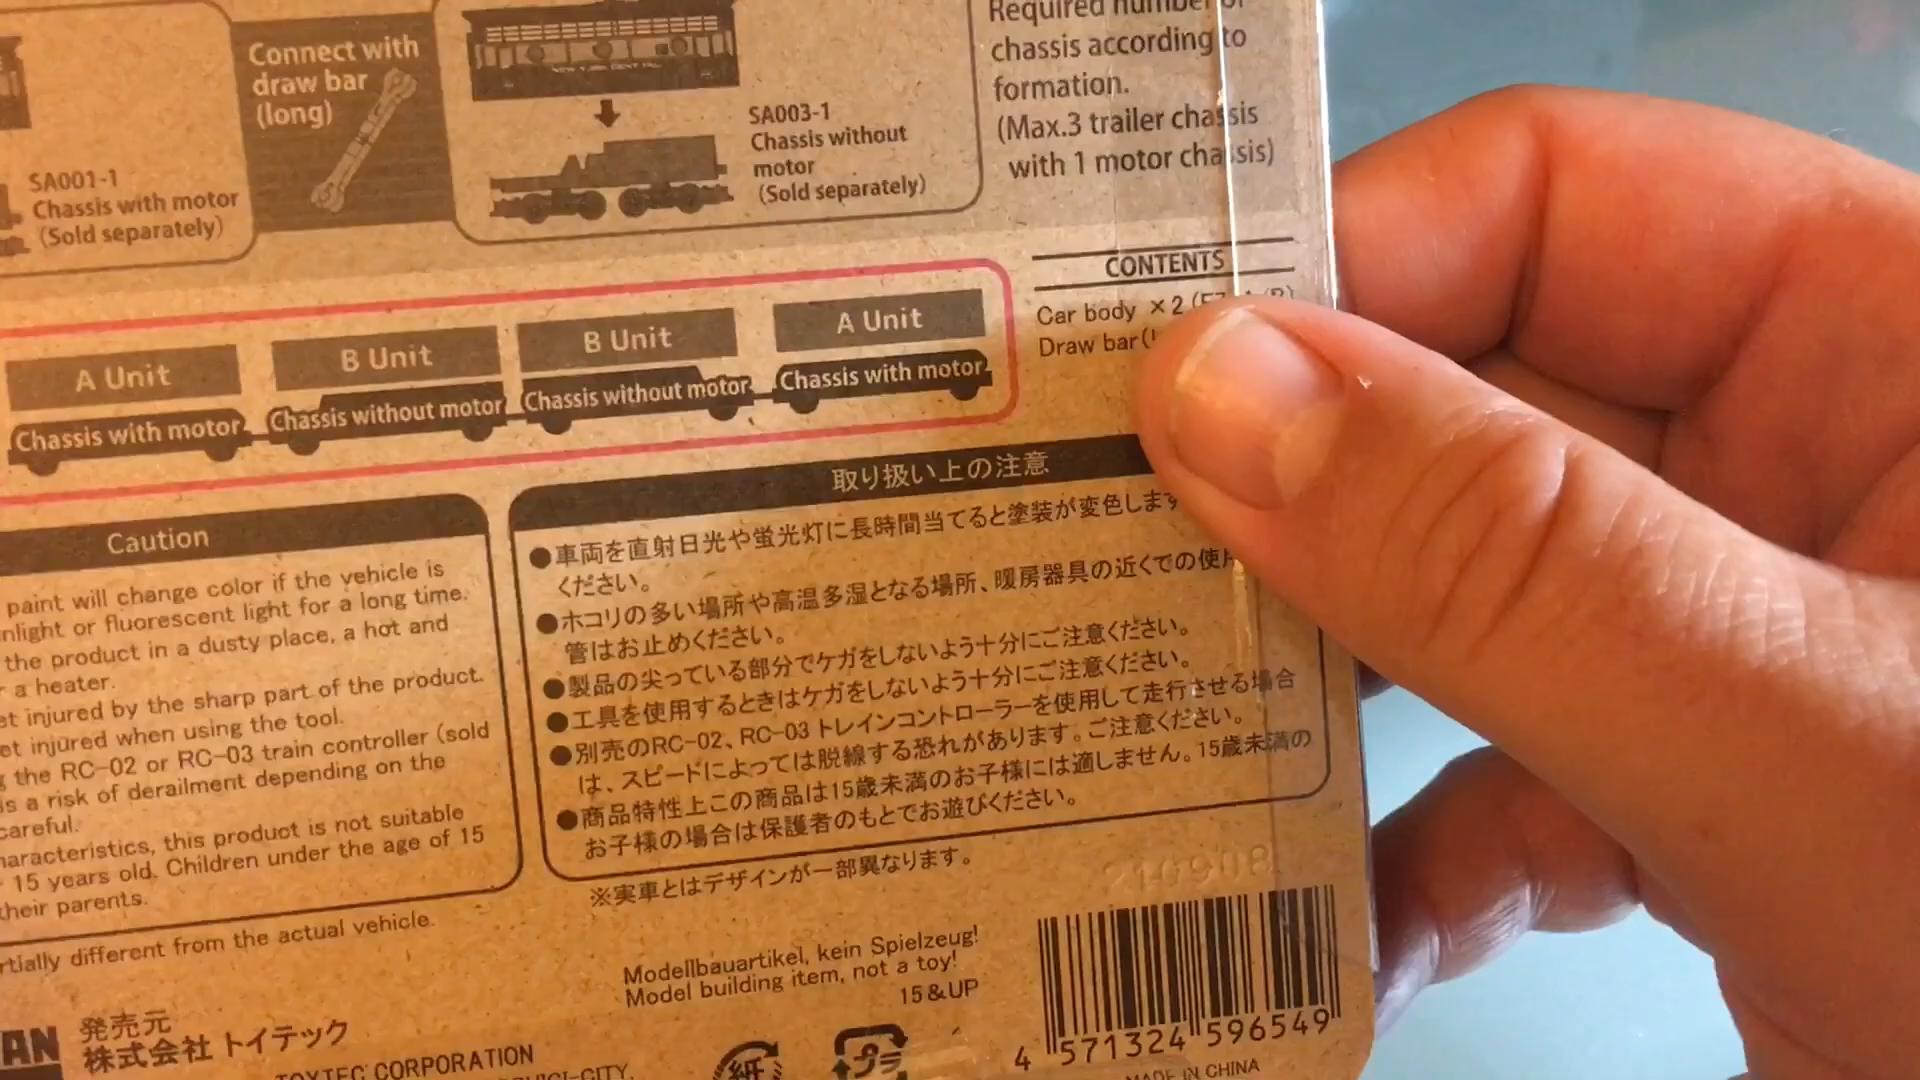 Connect with
draw bar
(long)
SA001-1
Chassis with motor
(Sold separately)
NEW YORK CENTRAL
SA003-1
Chassis without
motor
(Sold separately)
Required number of
chassis according to
formation.
(Max.3 trailer chassis
with 1 motor chassis)
A Unit
B Unit
B Unit
A Unit
Chassis with motor
Chassis without motor
Chassis without motor
Chassis with motor
CONTENTS
Car body ×2
Draw bar
Caution
paint will change color if the vehicle is
nlight or fluorescent light for a long time.
the product in a dusty place, a hot and
r a heater.
et injured by the sharp part of the product.
et injured when using the tool.
g the RC-02 or RC-03 train controller (sold
is a risk of derailment depending on the
careful.
haracteristics, this product is not suitable
15 years old. Children under the age of 15
their parents.
rtially different from the actual vehicle.
取り扱い上の注意
●車両を直射日光や蛍光灯に長時間当てると塗装が変色します
ください。
●ホコリの多い場所や高温多湿となる場所、暖房器具の近くでの使用
管はお止めください。
●製品の尖っている部分でケガをしないよう十分にご注意ください。
●工具を使用するときはケガをしないよう十分にご注意ください。
●別売のRC-02、RC-03 トレインコントローラーを使用して走行させる場合
は、スピードによっては脱線する恐れがあります。ご注意ください。
●商品特性上この商品は15歳未満のお子様には適しません。15歳未満の
お子様の場合は保護者のもとでお遊びください。
※実車とはデザインが一部異なります。
210908
Modellbauartikel, kein Spielzeug!
Model building item, not a toy!
15&UP
AN
発売元
株式会社 トイテック
TOYTEC CORPORATION
紙
プラ
4 571324 596549
MADE IN CHINA